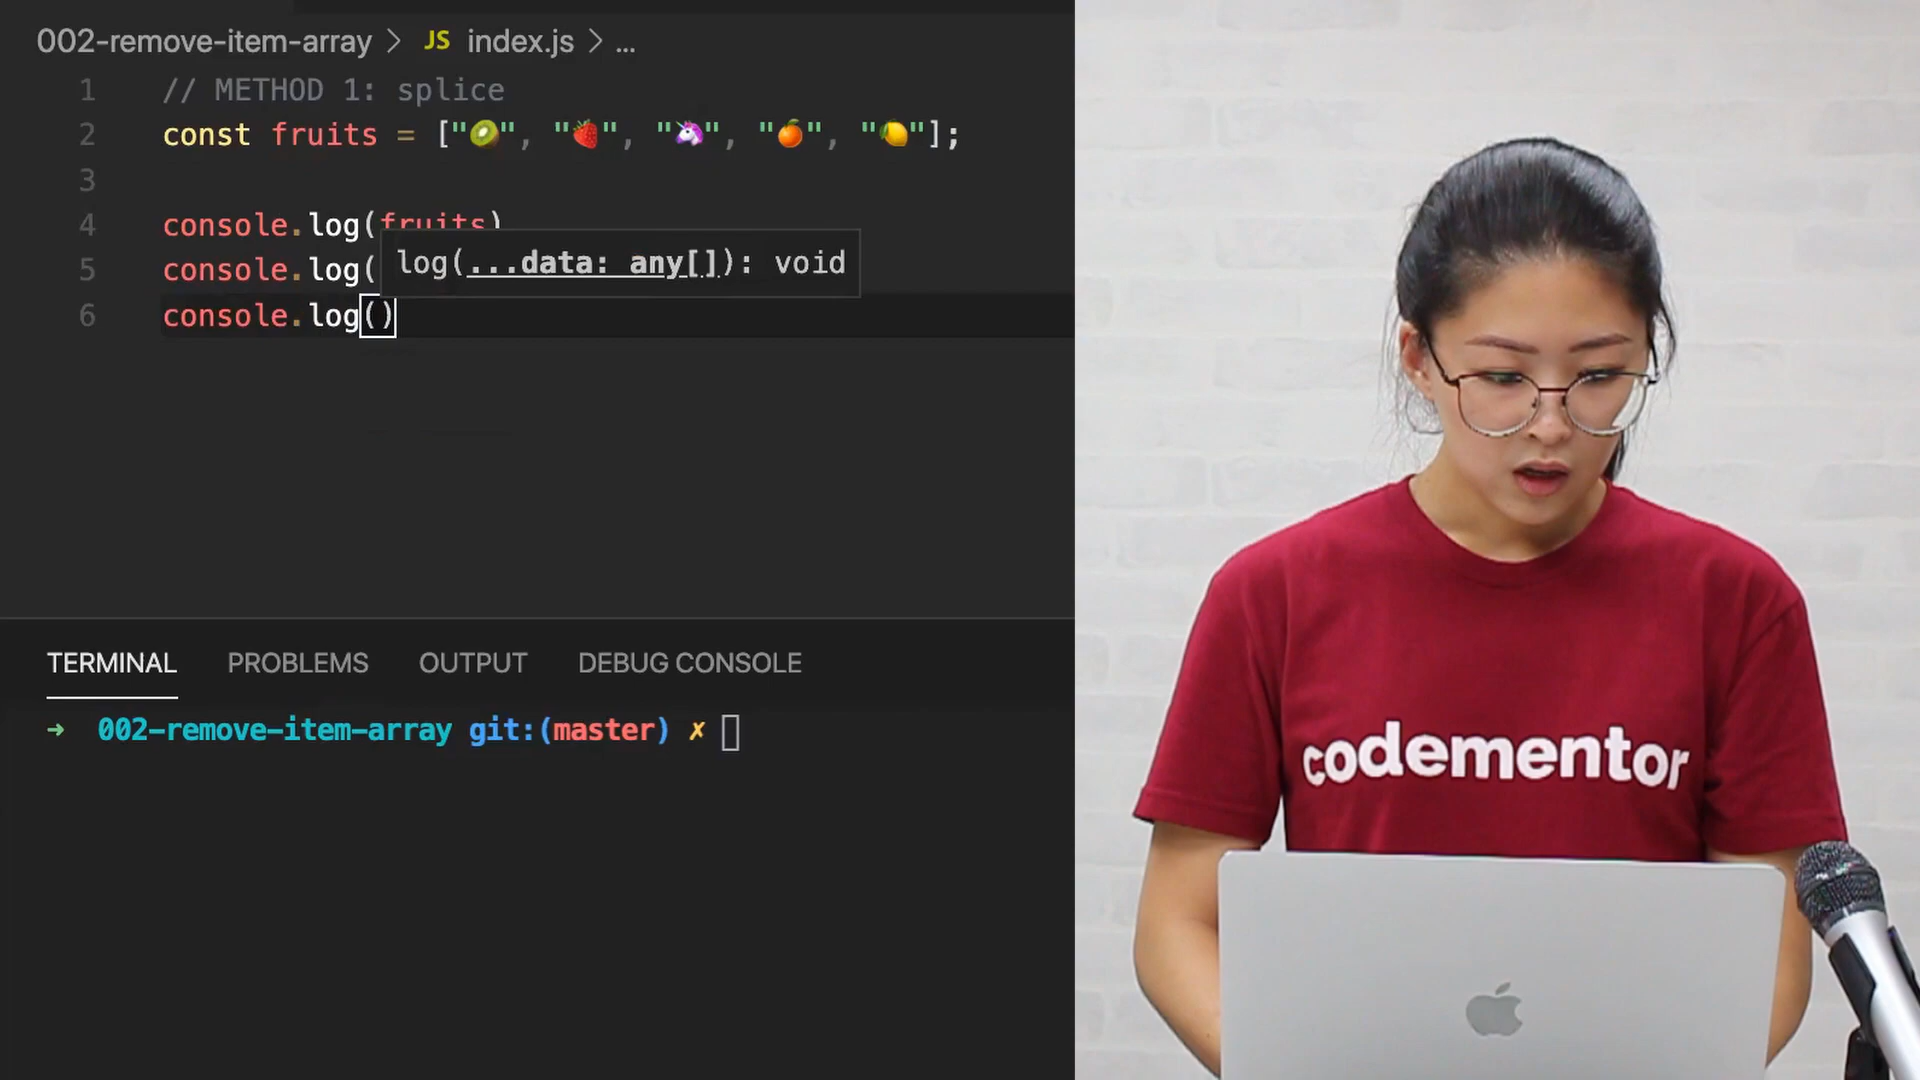 002-remove-item-array > JS index.js > ...
1 // METHOD 1: splice
2 const fruits = ["🥝", "🍓", "🦄", "🍊", "🍋"];
3
4 console.log(fruits)
5 console.log(
log(...data: any[]): void
6 console.log()
TERMINAL PROBLEMS OUTPUT DEBUG CONSOLE
➜ 002-remove-item-array git:(master) ✗
codementor